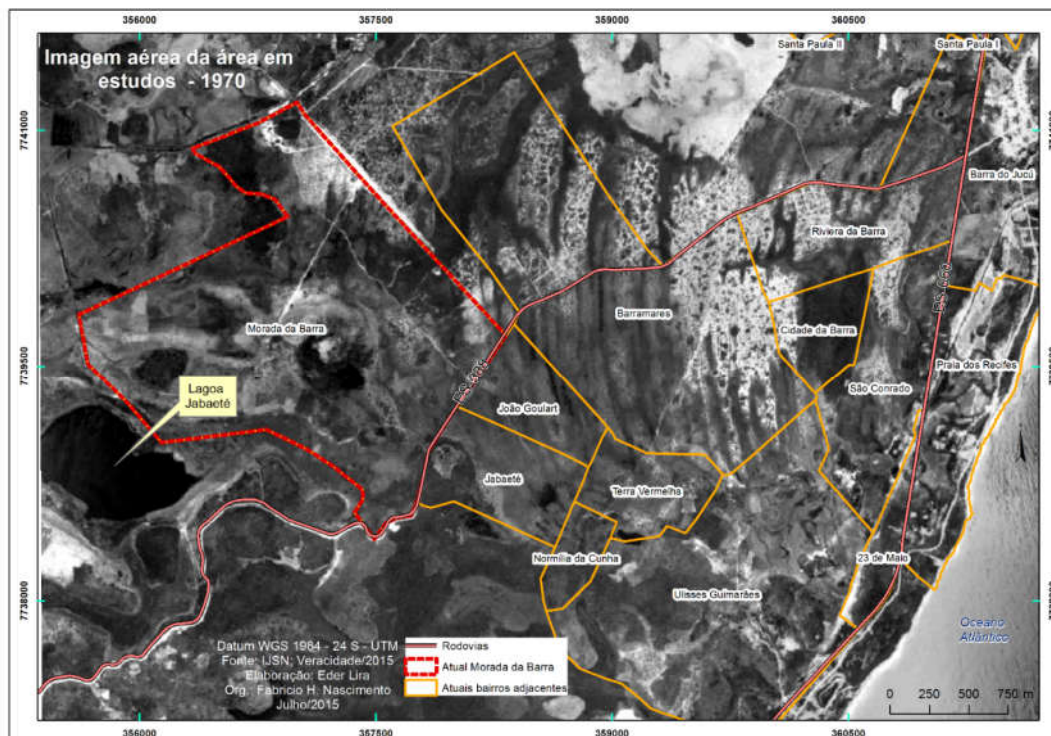 356000 357500 359000 360500
Imagem aérea da área em
estudos - 1970
Santa Paula II
Santa Paula I
7741000
Barra do Jucú
Riviera da Barra
Morada da Barra
Barramares
Cidade da Barra
7739500
Praia dos Recifes
Lagoa
Jabaeté
São Conrado
João Goulart
Jabaeté
Terra Vermelha
Normília da Cunha
23 de Maio
Ulisses Guimarães
7738000
Oceano
Atlântico
Datum WGS 1984 - 24 S - UTM
Fonte: IJSN; Veracidade/2015
Elaboração: Eder Lira
Org.: Fabricio H. Nascimento
Julho/2015
Rodovias
Atual Morada da Barra
Atuais bairros adjacentes
0 250 500 750 m
356000 357500 359000 360500